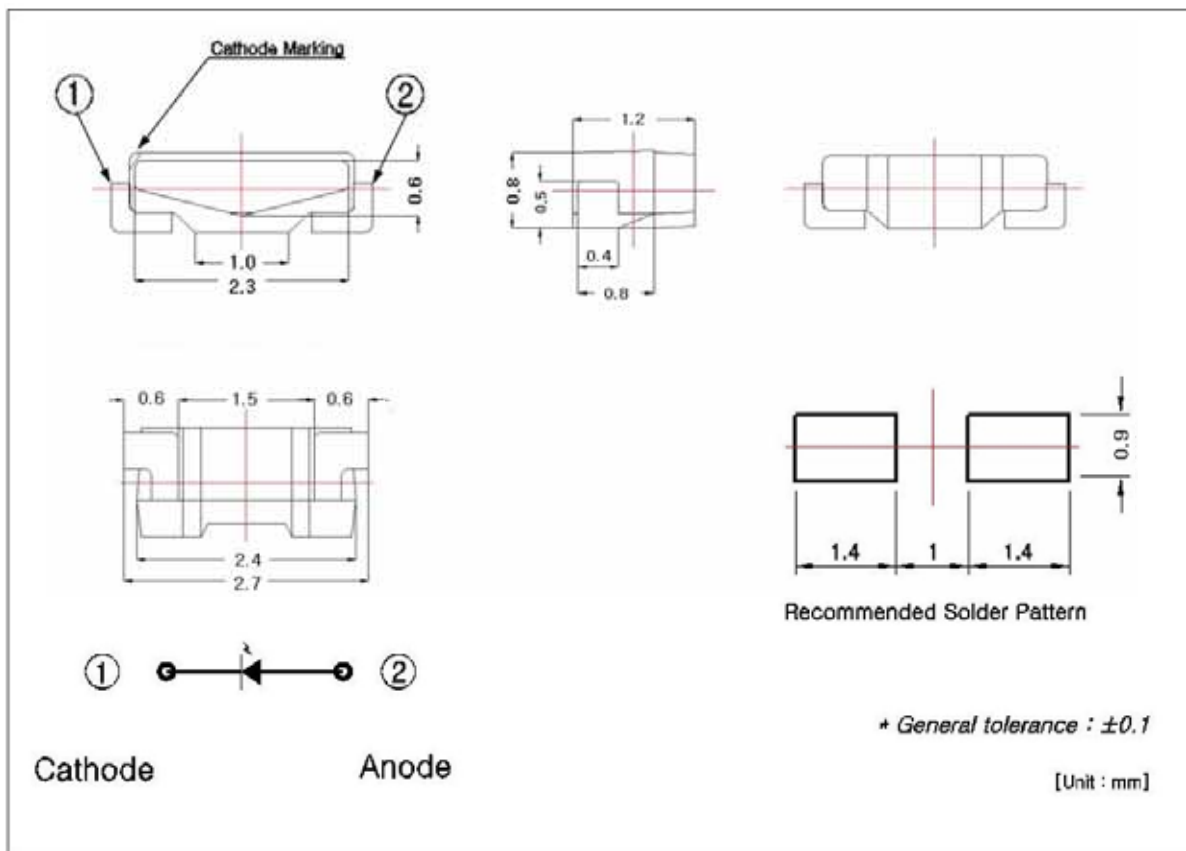 Cathode Marking
① ②
0.6
1.0
2.3
1.2
0.8
0.5
0.4
0.8
0.6 1.5 0.6
2.4
2.7
0.9
1.4 1 1.4
Recommended Solder Pattern
① ②
* General tolerance : ±0.1
Cathode Anode
[Unit : mm]